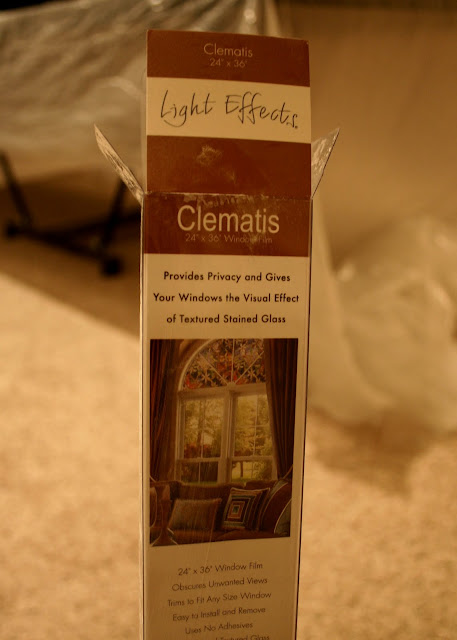 Clematis
24" x 36"
Light Effects
Clematis
24" x 36" Window Film
Provides Privacy and Gives
Your Windows the Visual Effect
of Textured Stained Glass
24" x 36" Window Film
Obscures Unwanted Views
Trims to Fit Any Size Window
Easy to Install and Remove
Uses No Adhesives
Textured Glass